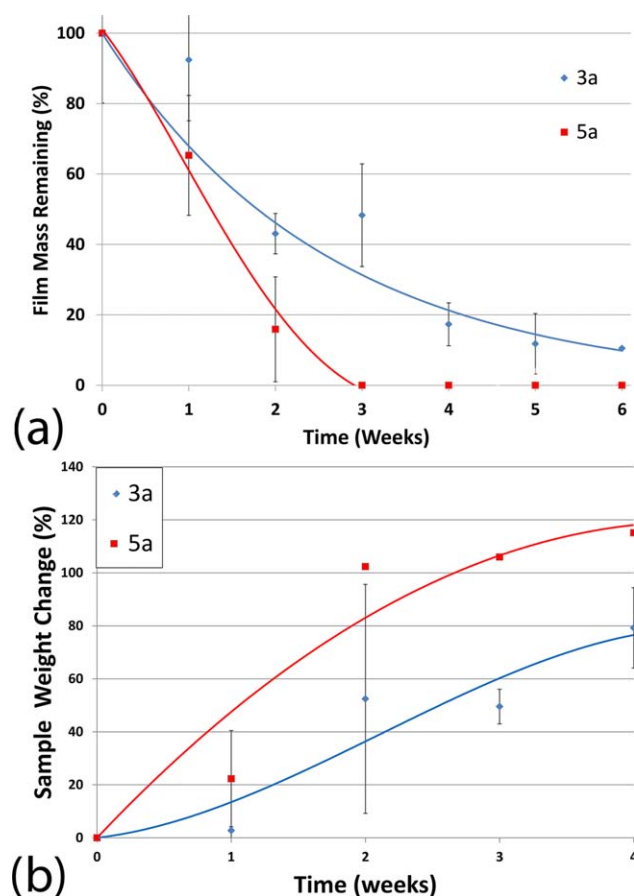 100
80
60
40
20
0
Film Mass Remaining (%)
3a
5a
0 1 2 3 4 5 6
Time (Weeks)
(a)
140
120
100
80
60
40
20
0
Sample Weight Change (%)
3a
5a
0 1 2 3 4
Time (weeks)
(b)